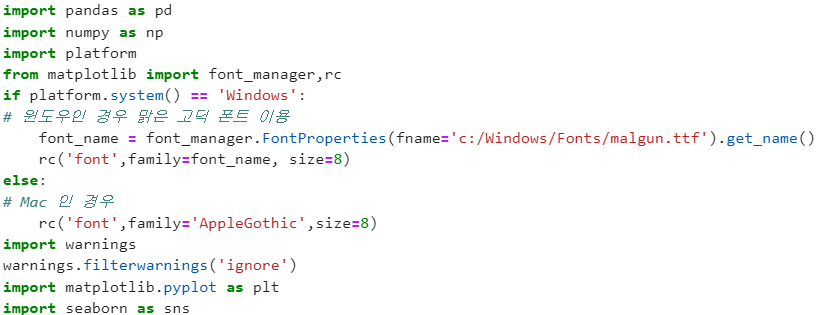 import pandas as pd
import numpy as np
import platform
from matplotlib import font_manager,rc
if platform.system() == 'Windows':
# 윈도우인 경우 맑은 고딕 폰트 이용
    font_name = font_manager.FontProperties(fname='c:/Windows/Fonts/malgun.ttf').get_name()
    rc('font',family=font_name, size=8)
else:
# Mac 인 경우
    rc('font',family='AppleGothic',size=8)
import warnings
warnings.filterwarnings('ignore')
import matplotlib.pyplot as plt
import seaborn as sns